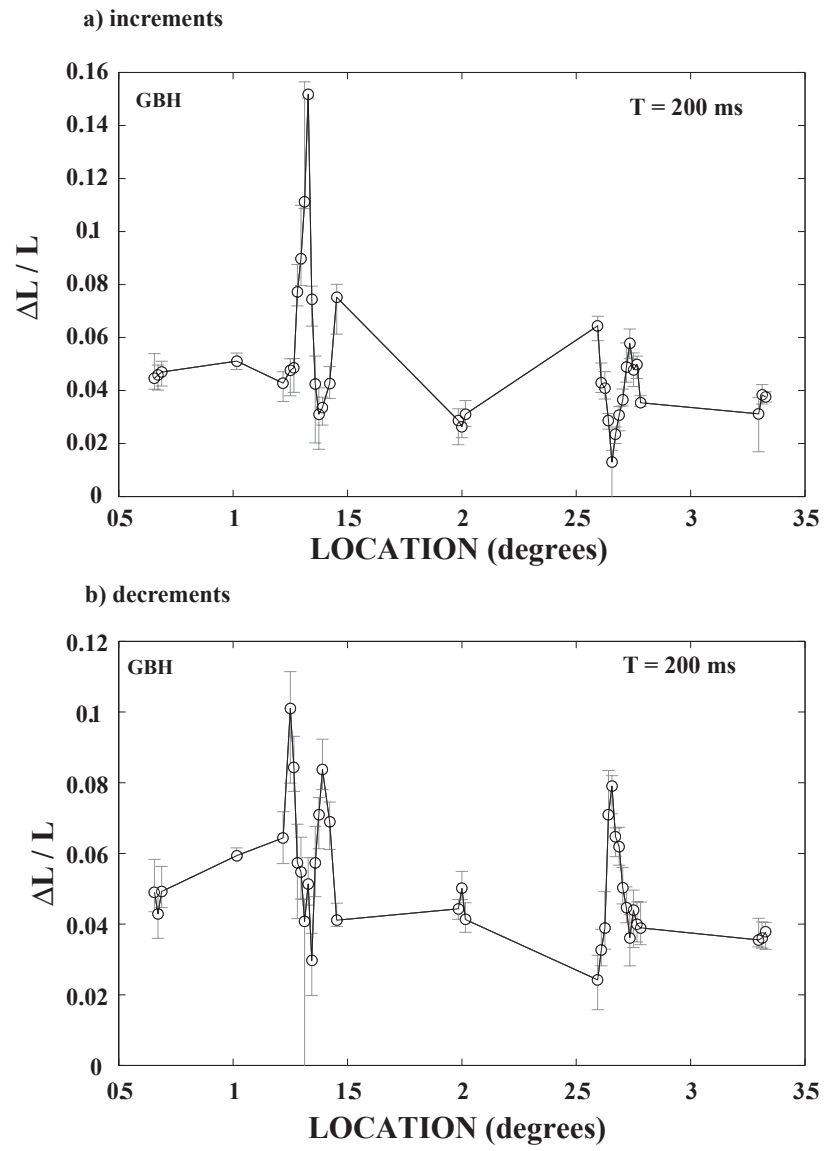 a) increments
0.16
GBH
T = 200 ms
0.14
0.12
0.1
0.08
0.06
0.04
0.02
0
ΔL / L
05 1 15 2 25 3 35
LOCATION (degrees)
b) decrements
0.12
GBH
T = 200 ms
0.1
0.08
0.06
0.04
0.02
0
ΔL / L
05 1 15 2 25 3 35
LOCATION (degrees)